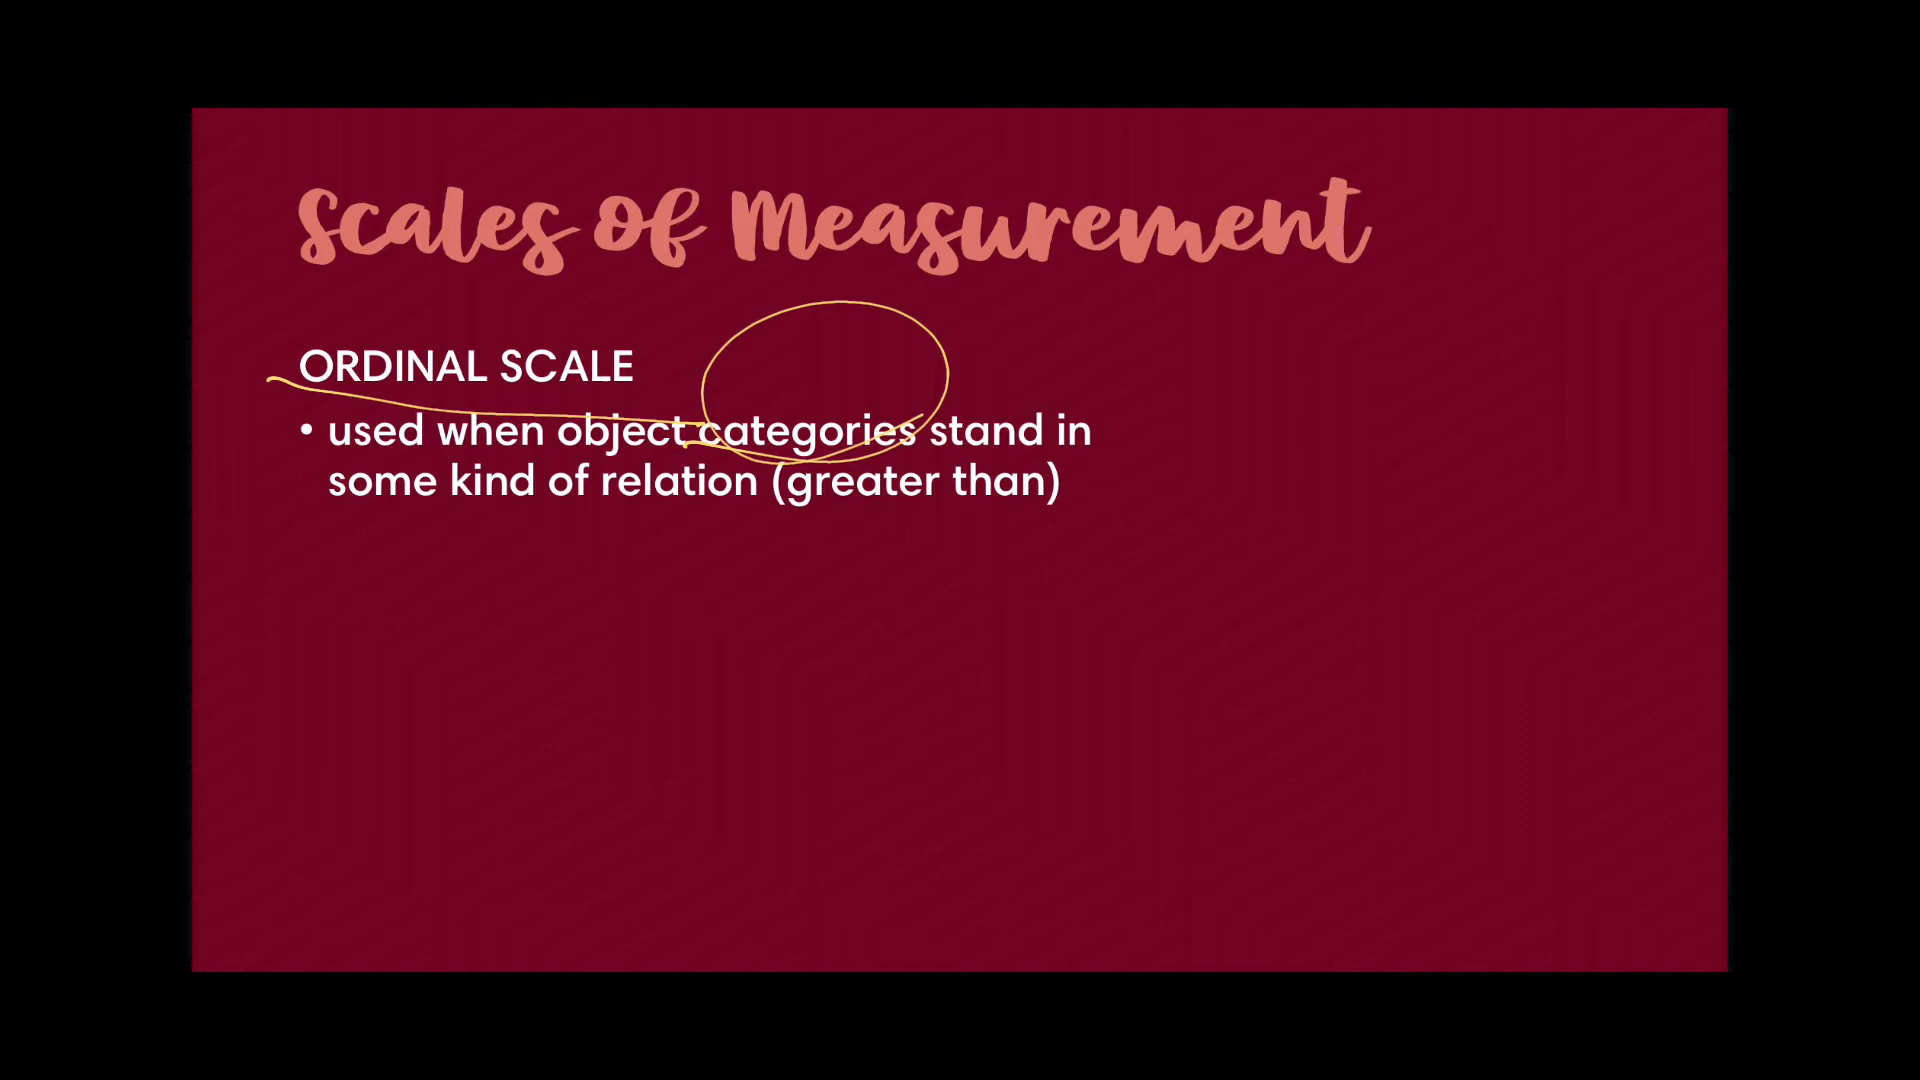 Scales of Measurement
ORDINAL SCALE
• used when object categories stand in
some kind of relation (greater than)